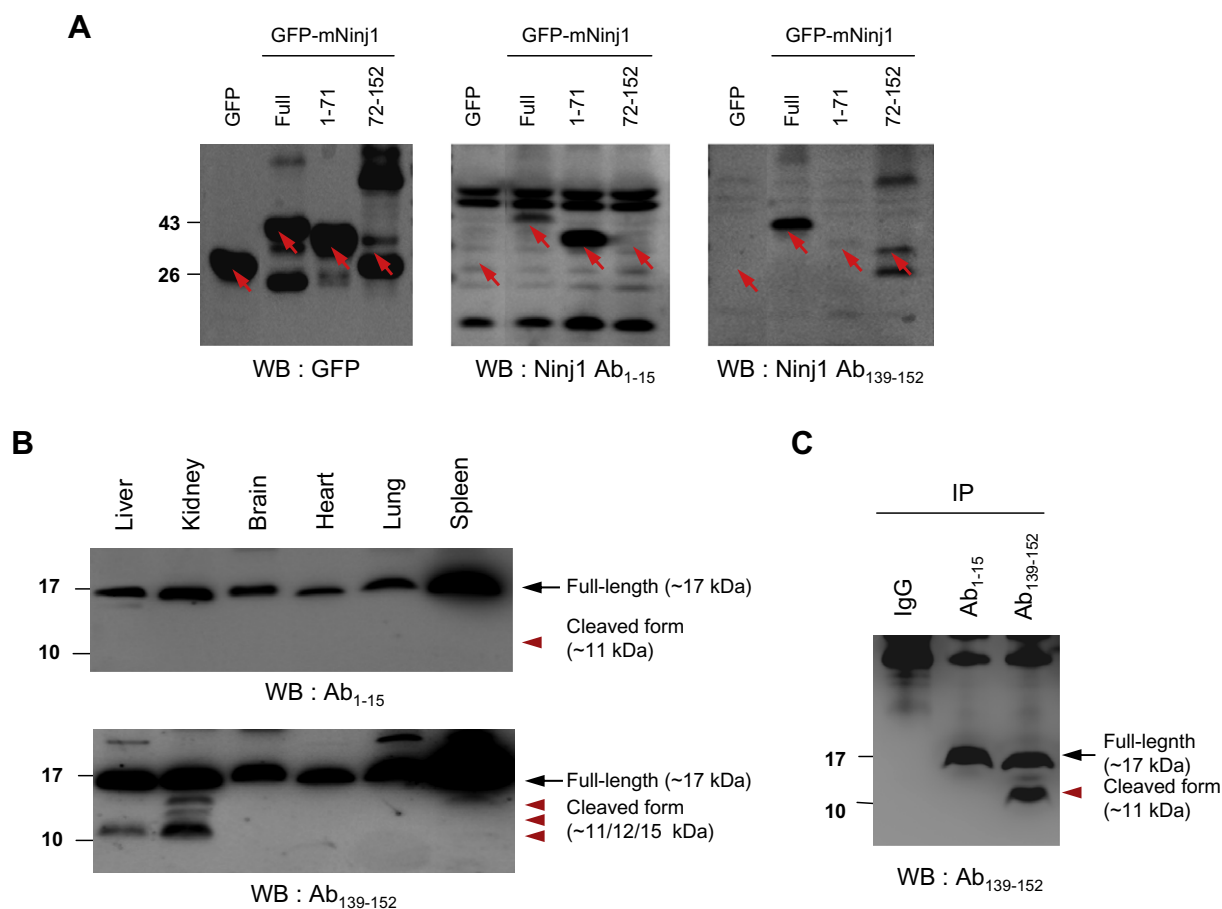 A
GFP-mNinj1
GFP-mNinj1
GFP-mNinj1
GFP
Full
1-71
72-152
GFP
Full
1-71
72-152
GFP
Full
1-71
72-152
43
26
WB : GFP
WB : Ninj1 Ab1-15
WB : Ninj1 Ab139-152
B
Liver
Kidney
Brain
Heart
Lung
Spleen
17
10
Full-length (~17 kDa)
Cleaved form
(~11 kDa)
WB : Ab1-15
17
10
Full-length (~17 kDa)
Cleaved form
(~11/12/15 kDa)
WB : Ab139-152
C
IP
IgG
Ab1-15
Ab139-152
17
10
Full-legnth
(~17 kDa)
Cleaved form
(~11 kDa)
WB : Ab139-152